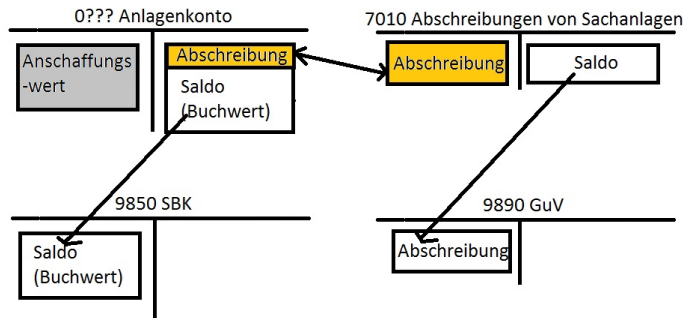 0??? Anlagenkonto
7010 Abschreibungen von Sachanlagen
Anschaffungs
-wert
Abschreibung
Saldo
(Buchwert)
Abschreibung
Saldo
9850 SBK
9890 GuV
Saldo
(Buchwert)
Abschreibung